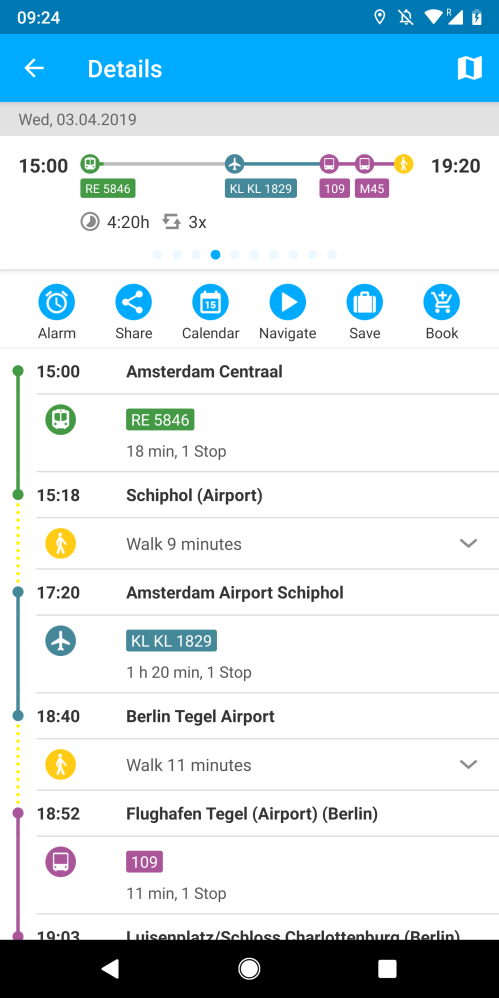 09:24
R
Details
Wed, 03.04.2019
15:00
19:20
RE 5846
KL KL 1829
109
M45
4:20h
3x
15
Alarm
Share
Calendar
Navigate
Save
Book
15:00 Amsterdam Centraal
RE 5846
18 min, 1 Stop
15:18 Schiphol (Airport)
Walk 9 minutes
17:20 Amsterdam Airport Schiphol
KL KL 1829
1 h 20 min, 1 Stop
18:40 Berlin Tegel Airport
Walk 11 minutes
18:52 Flughafen Tegel (Airport) (Berlin)
109
11 min, 1 Stop
19:03 Luisenplatz/Schloss Charlottenburg (Berlin)